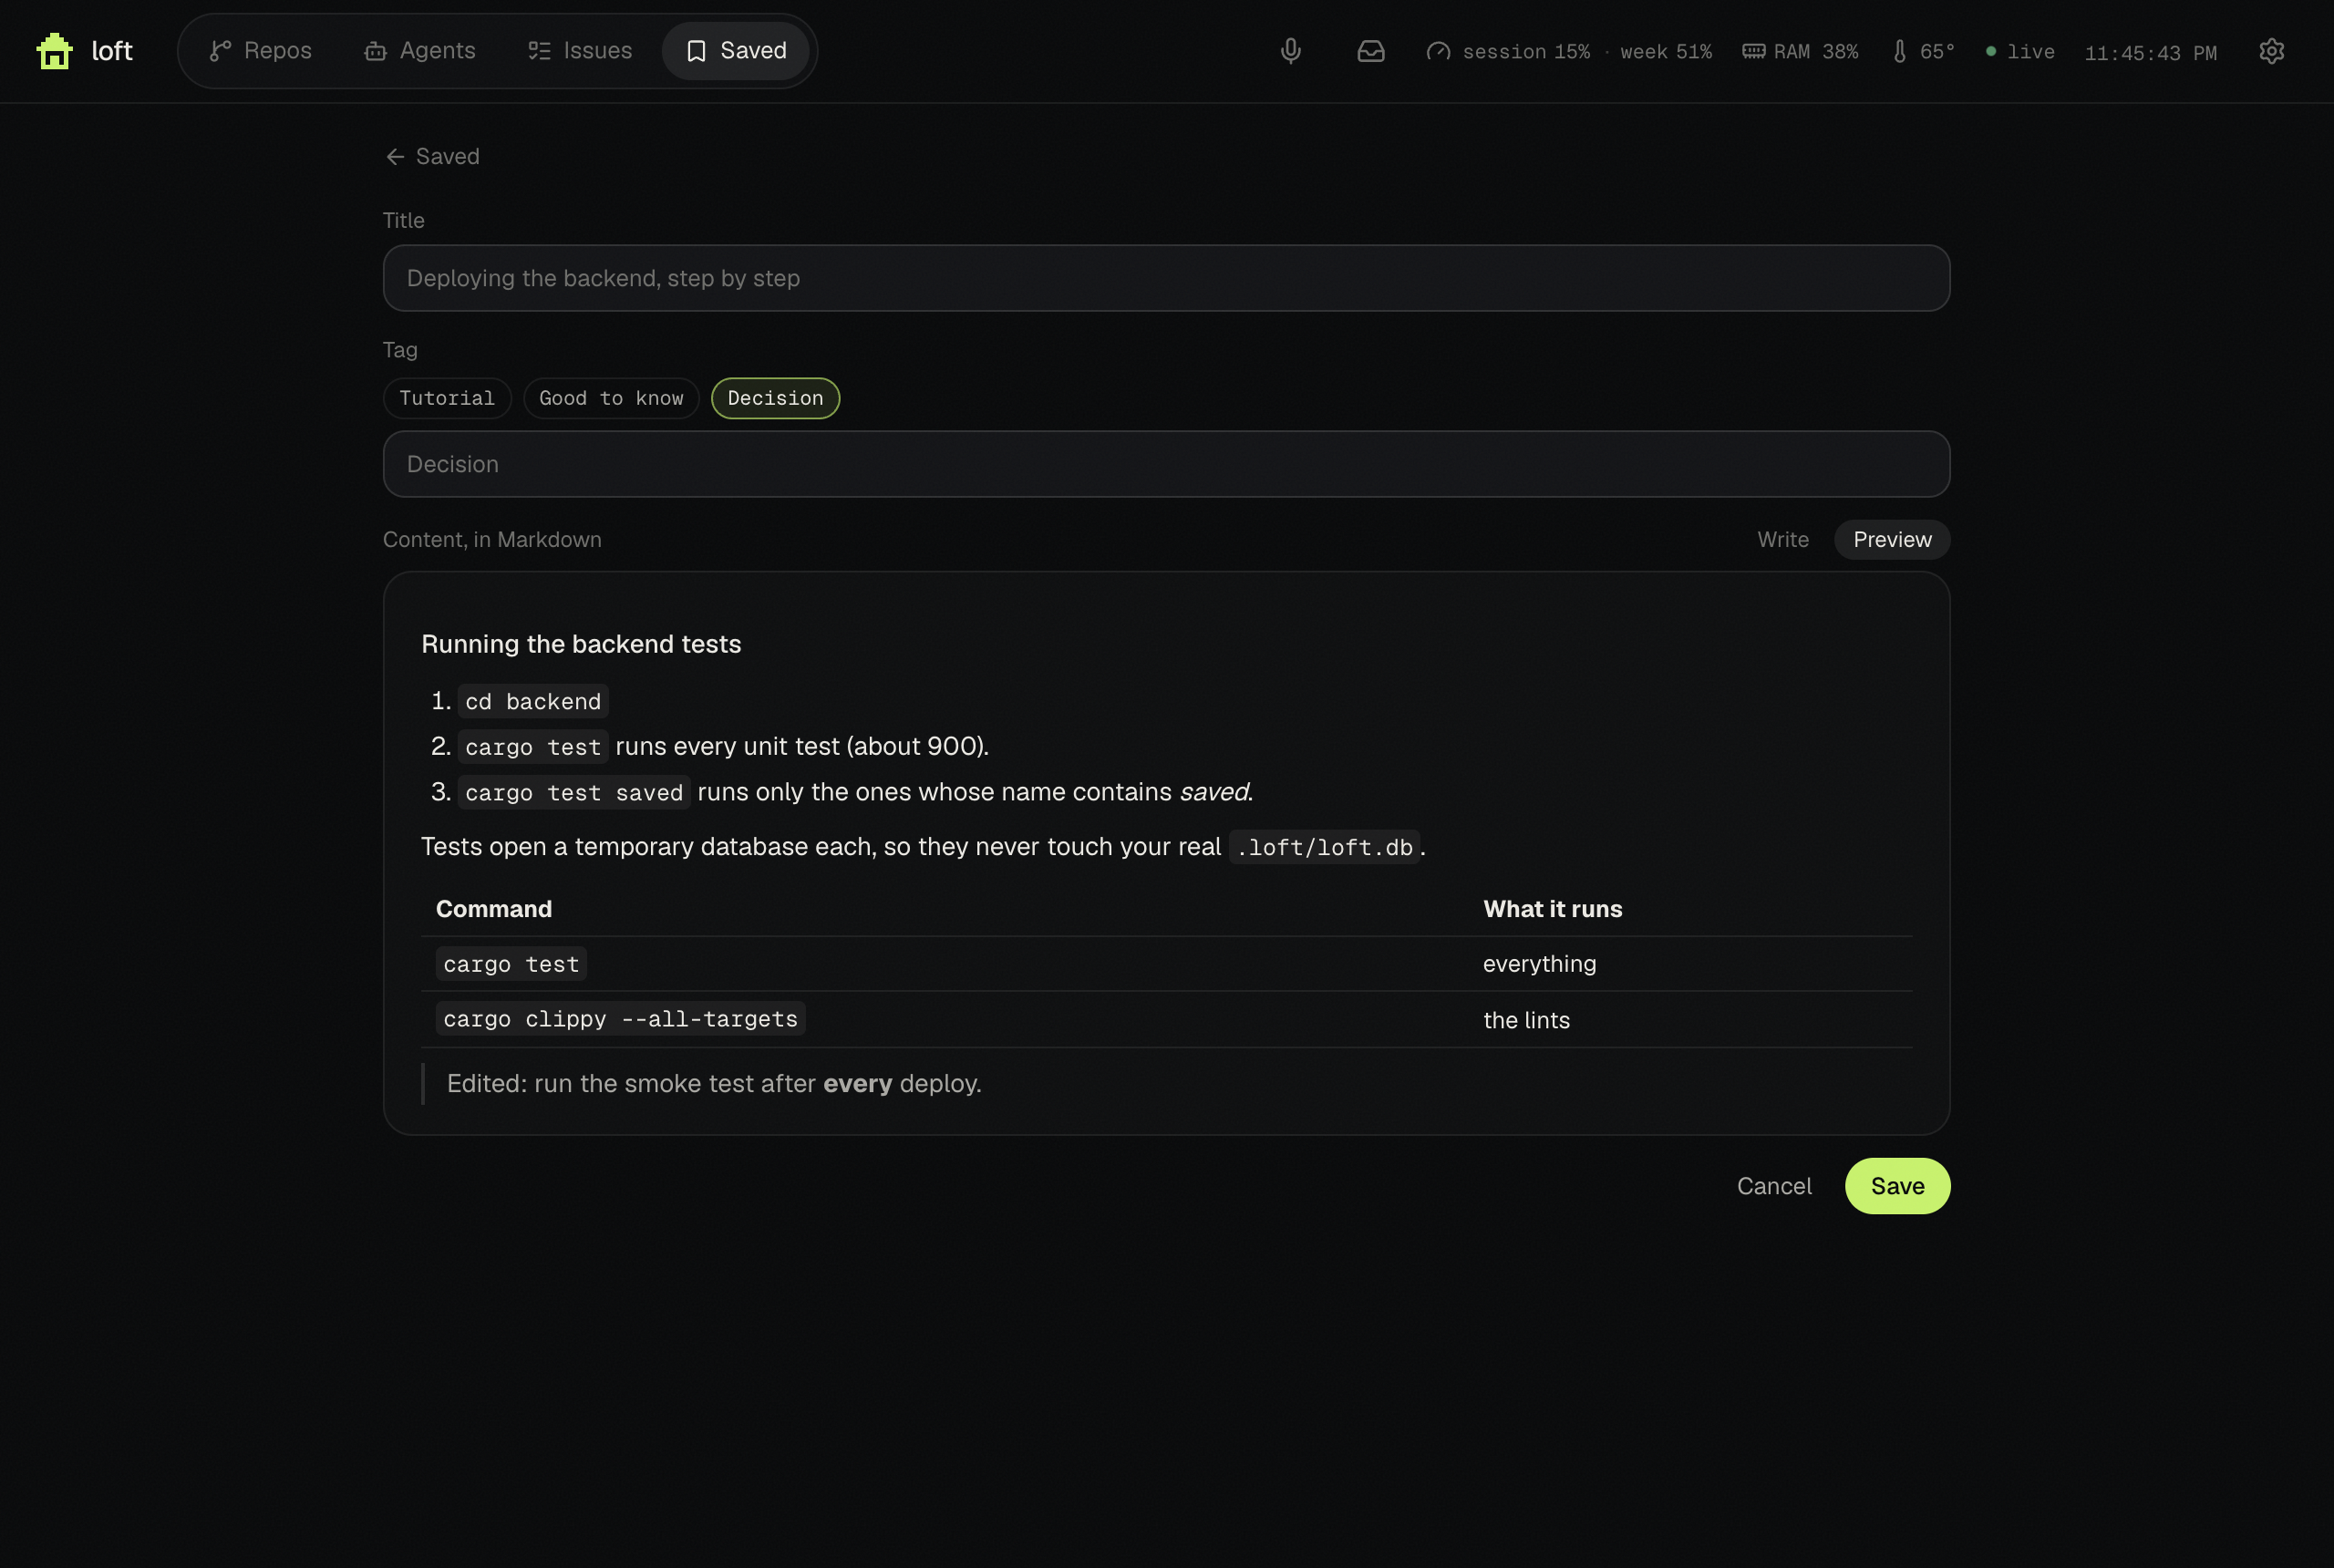 loft
Repos Agents Issues Saved
session 15% · week 51% RAM 38% 65° live 11:45:43 PM
Saved
Title
Deploying the backend, step by step
Tag
Tutorial Good to know Decision
Decision
Content, in Markdown Write Preview
Running the backend tests
1. cd backend
2. cargo test runs every unit test (about 900).
3. cargo test saved runs only the ones whose name contains saved.
Tests open a temporary database each, so they never touch your real .loft/loft.db.
Command What it runs
cargo test everything
cargo clippy --all-targets the lints
Edited: run the smoke test after every deploy.
Cancel Save